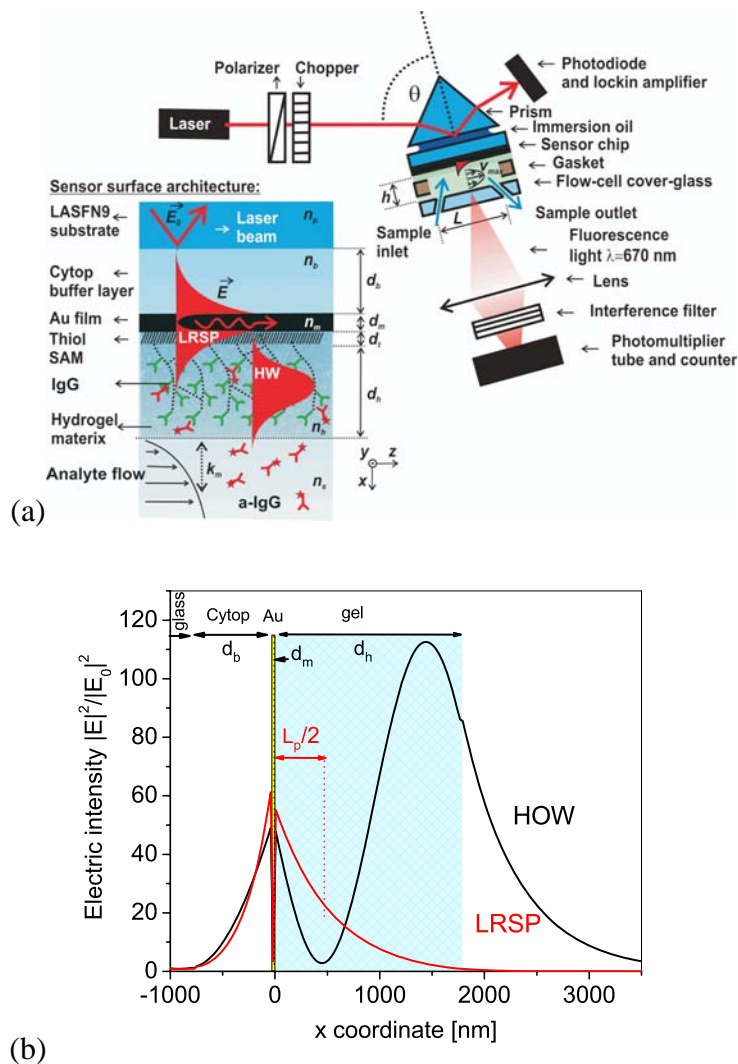 Polarizer
Chopper
θ
Photodiode
and lockin amplifier
Laser
Prism
Immersion oil
Sensor chip
Gasket
Flow-cell cover-glass
V max
h
L
Sample
inlet
Sample outlet
Fluorescence
light λ=670 nm
Lens
Interference filter
Photomultiplier
tube and counter
Sensor surface architecture:
LASFN9
substrate
E₀
Laser
beam
nₚ
Cytop
buffer layer
E
n_b
d_b
Au film
n_m
d_m
Thiol
SAM
LRSP
d_t
IgG
HW
d_h
Hydrogel
materix
n_h
Analyte flow
k_m
a-IgG
n_s
y
z
x
(a)
glass
Cytop
Au
gel
d_b
d_m
d_h
L_p/2
HOW
LRSP
Electric intensity |E|²/|E₀|²
120
100
80
60
40
20
0
-1000
0
1000
2000
3000
x coordinate [nm]
(b)